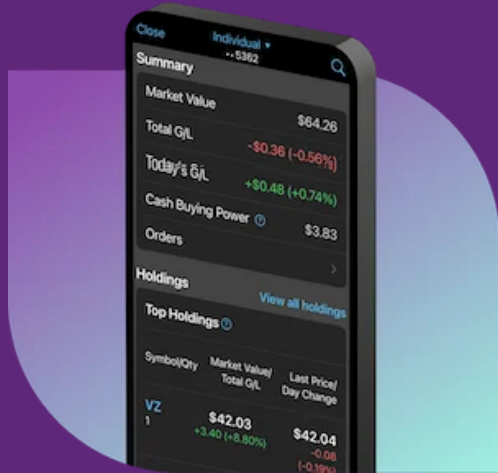 Close
Individual
5362
Summary
Market Value $64.26
Total G/L -$0.36 (-0.56%)
Today's G/L +$0.48 (+0.74%)
Cash Buying Power $3.83
Orders
Holdings View all holdings
Top Holdings
Symbol/Qty Market Value/ Last Price/
Total G/L Day Change
VZ $42.03 $42.04
1 +3.40 (+8.80%) -0.08
(-0.19%)